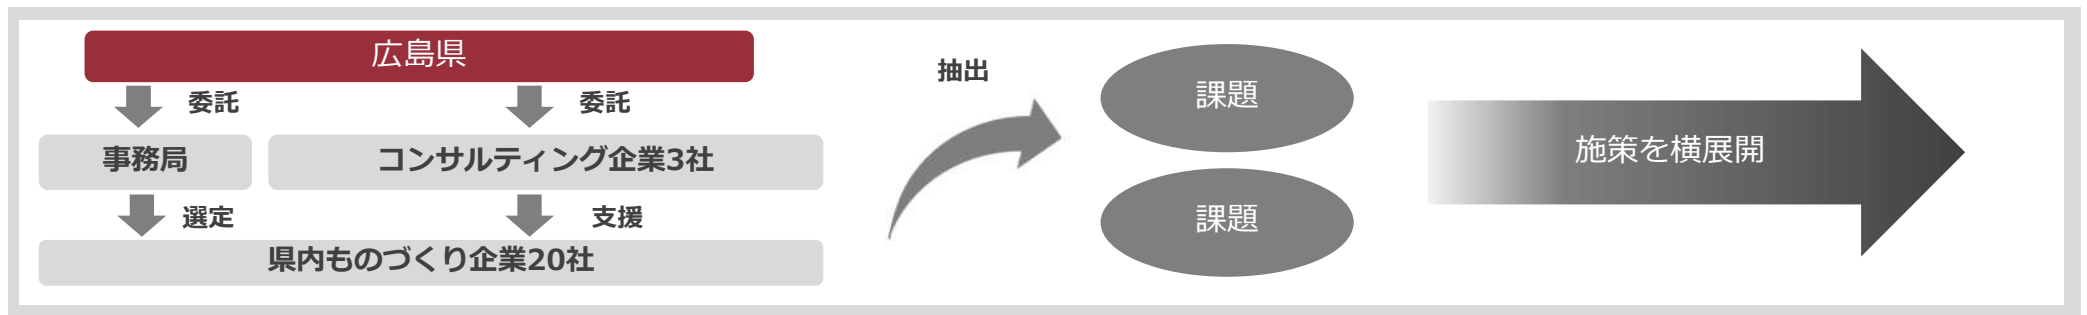 広島県
委託
委託
事務局
コンサルティング企業3社
選定
支援
県内ものづくり企業20社
抽出
課題
課題
施策を横展開